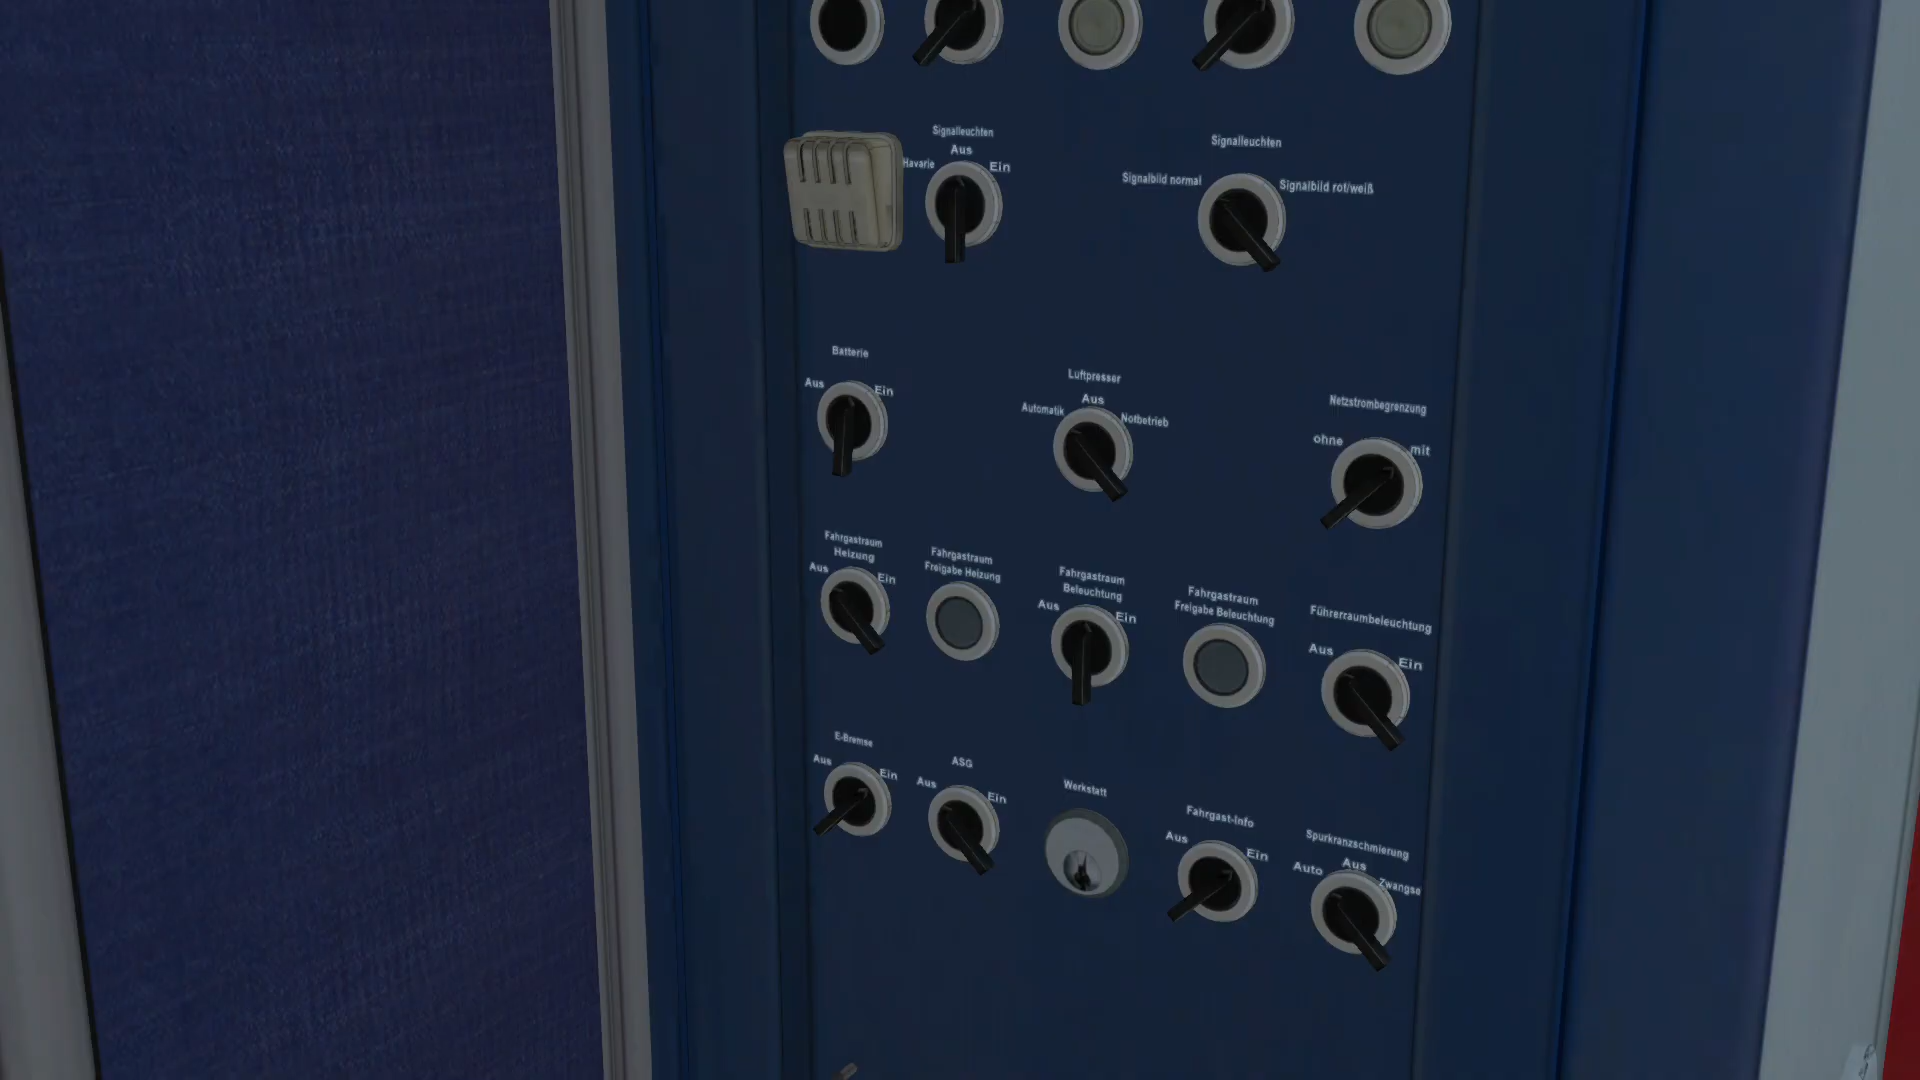 Signalleuchten
Havarie Aus Ein
Signalleuchten
Signalbild normal Signalbild rot/weiß
Batterie
Aus Ein
Luftpresser
Automatik Aus Notbetrieb
Netzstrombegrenzung
ohne mit
Fahrgastraum
Heizung
Aus Ein
Fahrgastraum
Freigabe Heizung
Fahrgastraum
Beleuchtung
Aus Ein
Fahrgastraum
Freigabe Beleuchtung
Führerraumbeleuchtung
Aus Ein
E-Bremse
Aus Ein
ASG
Aus Ein
Werkstatt
Fahrgast-Info
Aus Ein
Spurkranzschmierung
Auto Aus Zwangse